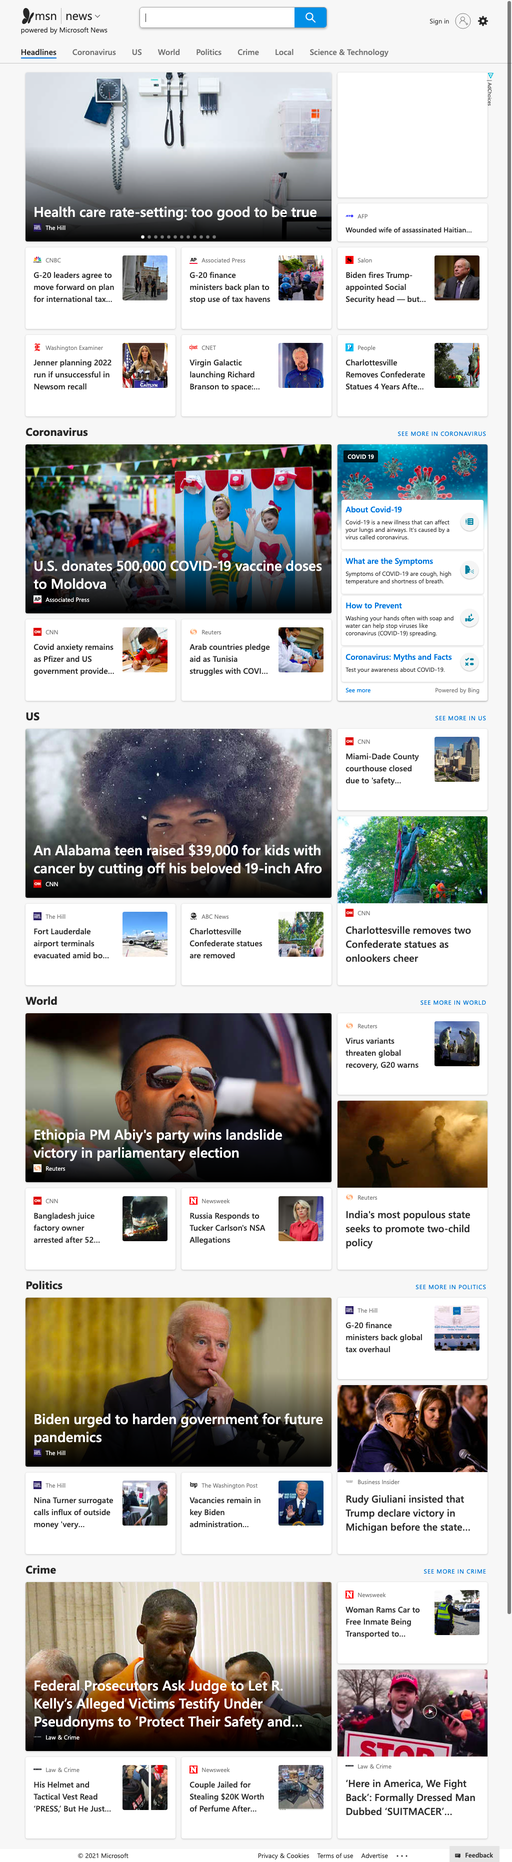 msn | news
powered by Microsoft News
Sign in
Headlines Coronavirus US World Politics Crime Local Science & Technology
Health care rate-setting: too good to be true
The Hill
AdChoices
AFP
Wounded wife of assassinated Haitian...
CNBC
G-20 leaders agree to
move forward on plan
for international tax...
Associated Press
G-20 finance
ministers back plan to
stop use of tax havens
Salon
Biden fires Trump-
appointed Social
Security head — but...
Washington Examiner
Jenner planning 2022
run if unsuccessful in
Newsom recall
CNET
Virgin Galactic
launching Richard
Branson to space:...
People
Charlottesville
Removes Confederate
Statues 4 Years Afte...
Coronavirus
SEE MORE IN CORONAVIRUS
U.S. donates 500,000 COVID-19 vaccine doses
to Moldova
Associated Press
COVID 19
About Covid-19
Covid-19 is a new illness that can affect
your lungs and airways. It's caused by a
virus called coronavirus.
What are the Symptoms
Symptoms of COVID-19 are cough, high
temperature and shortness of breath.
How to Prevent
Washing your hands often with soap and
water can help stop viruses like
coronavirus (COVID-19) spreading.
Coronavirus: Myths and Facts
Test your awareness about COVID-19.
See more Powered by Bing
CNN
Covid anxiety remains
as Pfizer and US
government provide...
Reuters
Arab countries pledge
aid as Tunisia
struggles with COVI...
US
SEE MORE IN US
An Alabama teen raised $39,000 for kids with
cancer by cutting off his beloved 19-inch Afro
CNN
CNN
Miami-Dade County
courthouse closed
due to 'safety...
CNN
Charlottesville removes two
Confederate statues as
onlookers cheer
The Hill
Fort Lauderdale
airport terminals
evacuated amid bo...
ABC News
Charlottesville
Confederate statues
are removed
World
SEE MORE IN WORLD
Ethiopia PM Abiy's party wins landslide
victory in parliamentary election
Reuters
Reuters
Virus variants
threaten global
recovery, G20 warns
Reuters
India's most populous state
seeks to promote two-child
policy
CNN
Bangladesh juice
factory owner
arrested after 52...
Newsweek
Russia Responds to
Tucker Carlson's NSA
Allegations
Politics
SEE MORE IN POLITICS
Biden urged to harden government for future
pandemics
The Hill
The Hill
G-20 finance
ministers back global
tax overhaul
Business Insider
Rudy Giuliani insisted that
Trump declare victory in
Michigan before the state...
The Hill
Nina Turner surrogate
calls influx of outside
money 'very...
The Washington Post
Vacancies remain in
key Biden
administration...
Crime
SEE MORE IN CRIME
Federal Prosecutors Ask Judge to Let R.
Kelly's Alleged Victims Testify Under
Pseudonyms to 'Protect Their Safety and...
Law & Crime
Newsweek
Woman Rams Car to
Free Inmate Being
Transported to...
STOP
Law & Crime
'Here in America, We Fight
Back': Formally Dressed Man
Dubbed 'SUITMACER'...
Law & Crime
His Helmet and
Tactical Vest Read
'PRESS,' But He Just...
Newsweek
Couple Jailed for
Stealing $20K Worth
of Perfume After...
© 2021 Microsoft Privacy & Cookies Terms of use Advertise ... Feedback